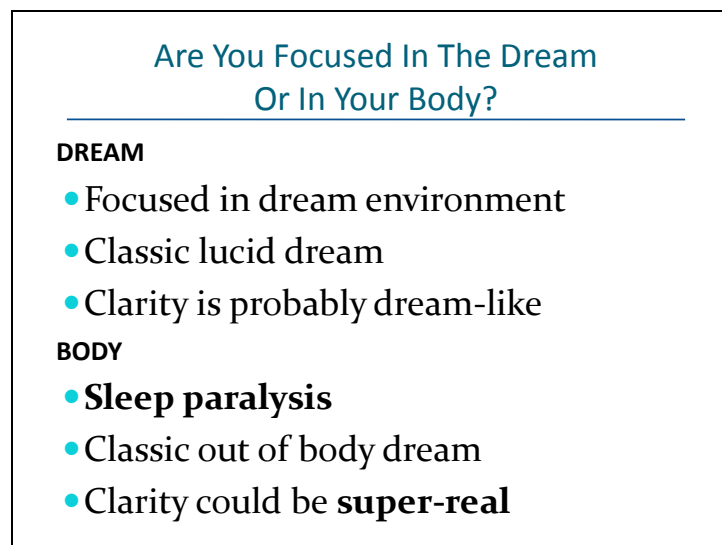 Are You Focused In The Dream
Or In Your Body?
DREAM
•Focused in dream environment
•Classic lucid dream
•Clarity is probably dream-like
BODY
•Sleep paralysis
•Classic out of body dream
•Clarity could be super-real